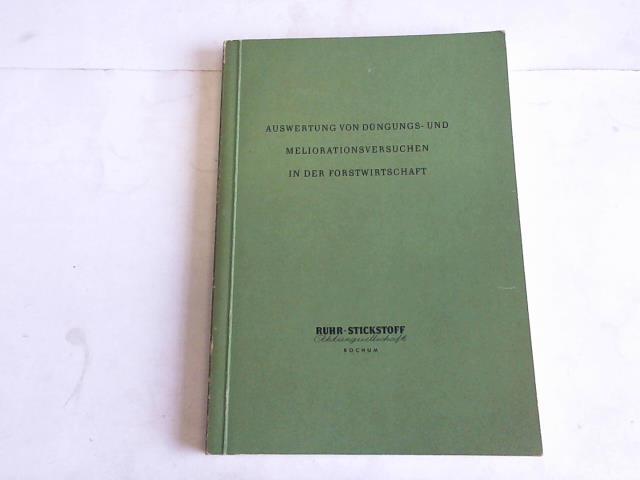 AUSWERTUNG VON DÜNGUNGS- UND
MELIORATIONSVERSUCHEN
IN DER FORSTWIRTSCHAFT
RUHR-STICKSTOFF
Aktiengesellschaft
BOCHUM